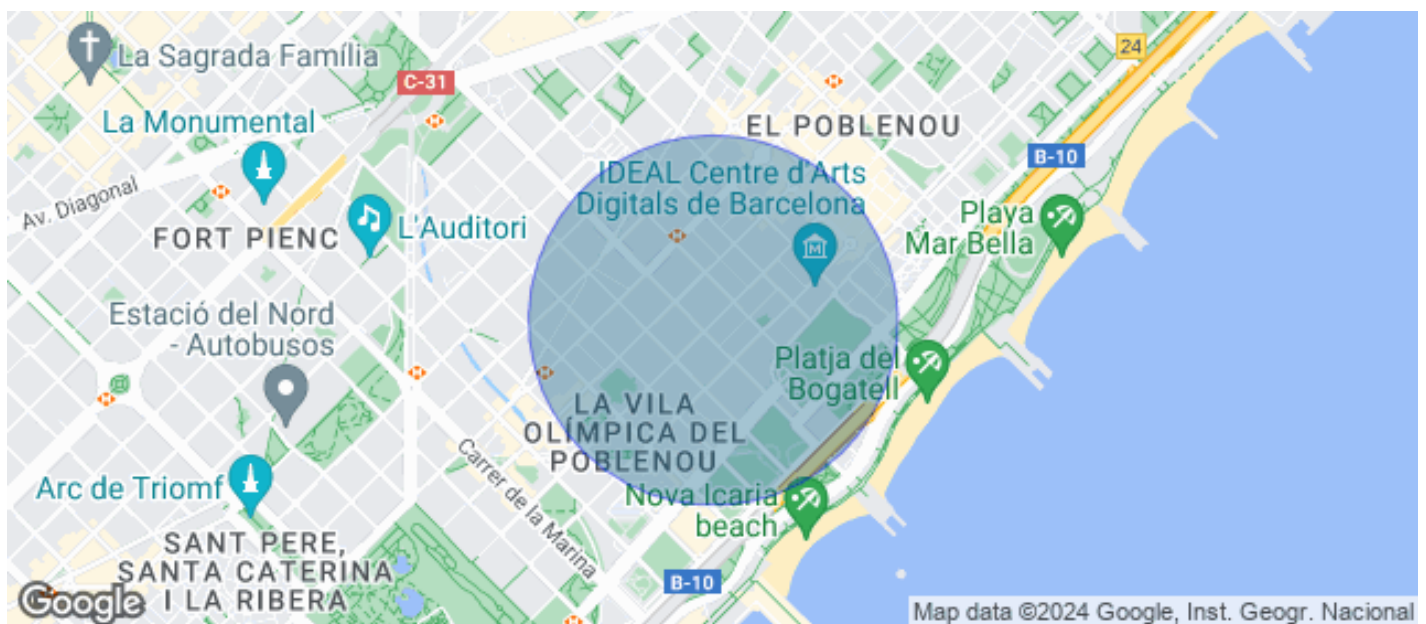 La Sagrada Família
24
C-31
La Monumental
EL POBLENOU
B-10
IDEAL Centre d'Arts
Digitals de Barcelona
Av. Diagonal
Playa
Mar Bella
L'Auditori
FORT PIENC
M
Estació del Nord
- Autobusos
Platja del
Bogatell
LA VILA
OLÍMPICA DEL
POBLENOU
Carrer de la Marina
Arc de Triomf
Nova Icaria
beach
SANT PERE,
SANTA CATERINA
I LA RIBERA
B-10
Google
Map data ©2024 Google, Inst. Geogr. Nacional